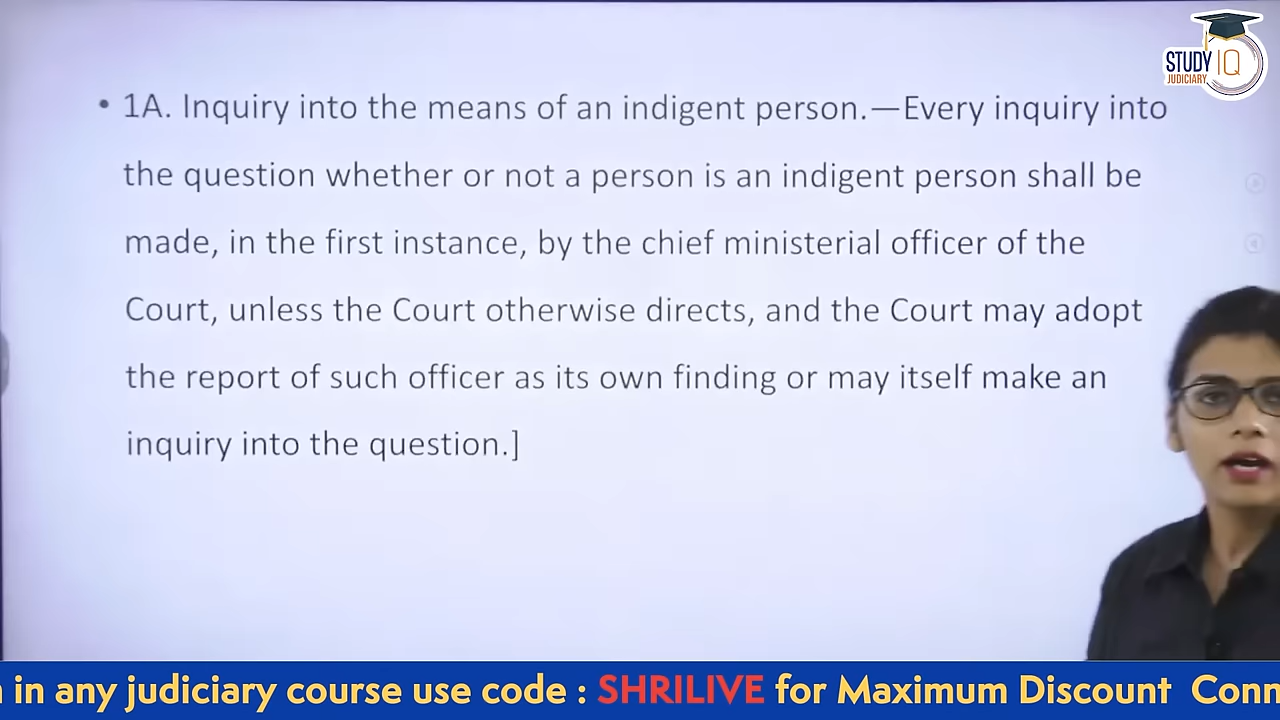 STUDY IQ
JUDICIARY
• 1A. Inquiry into the means of an indigent person.—Every inquiry into
the question whether or not a person is an indigent person shall be
made, in the first instance, by the chief ministerial officer of the
Court, unless the Court otherwise directs, and the Court may adopt
the report of such officer as its own finding or may itself make an
inquiry into the question.]
in any judiciary course use code : SHRILIVE for Maximum Discount